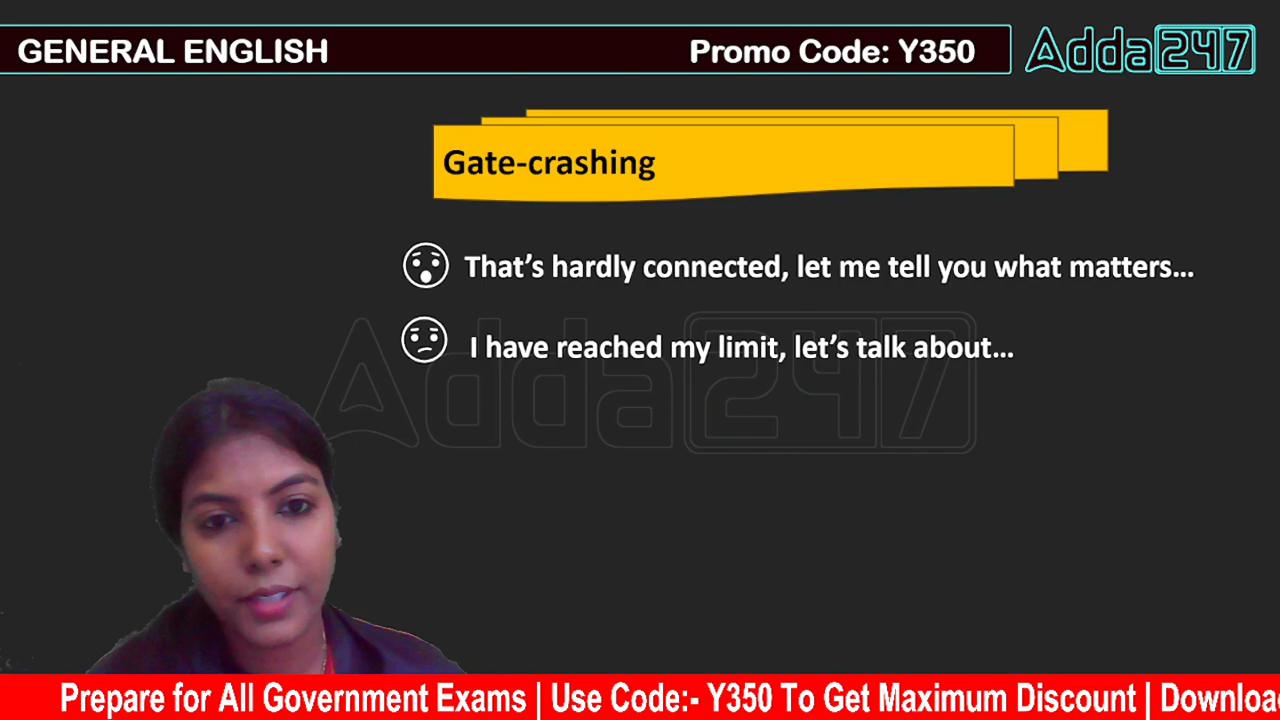 GENERAL ENGLISH
Promo Code: Y350
Adda247
Gate-crashing
That’s hardly connected, let me tell you what matters...
I have reached my limit, let’s talk about...
Adda247
Prepare for All Government Exams | Use Code:- Y350 To Get Maximum Discount |